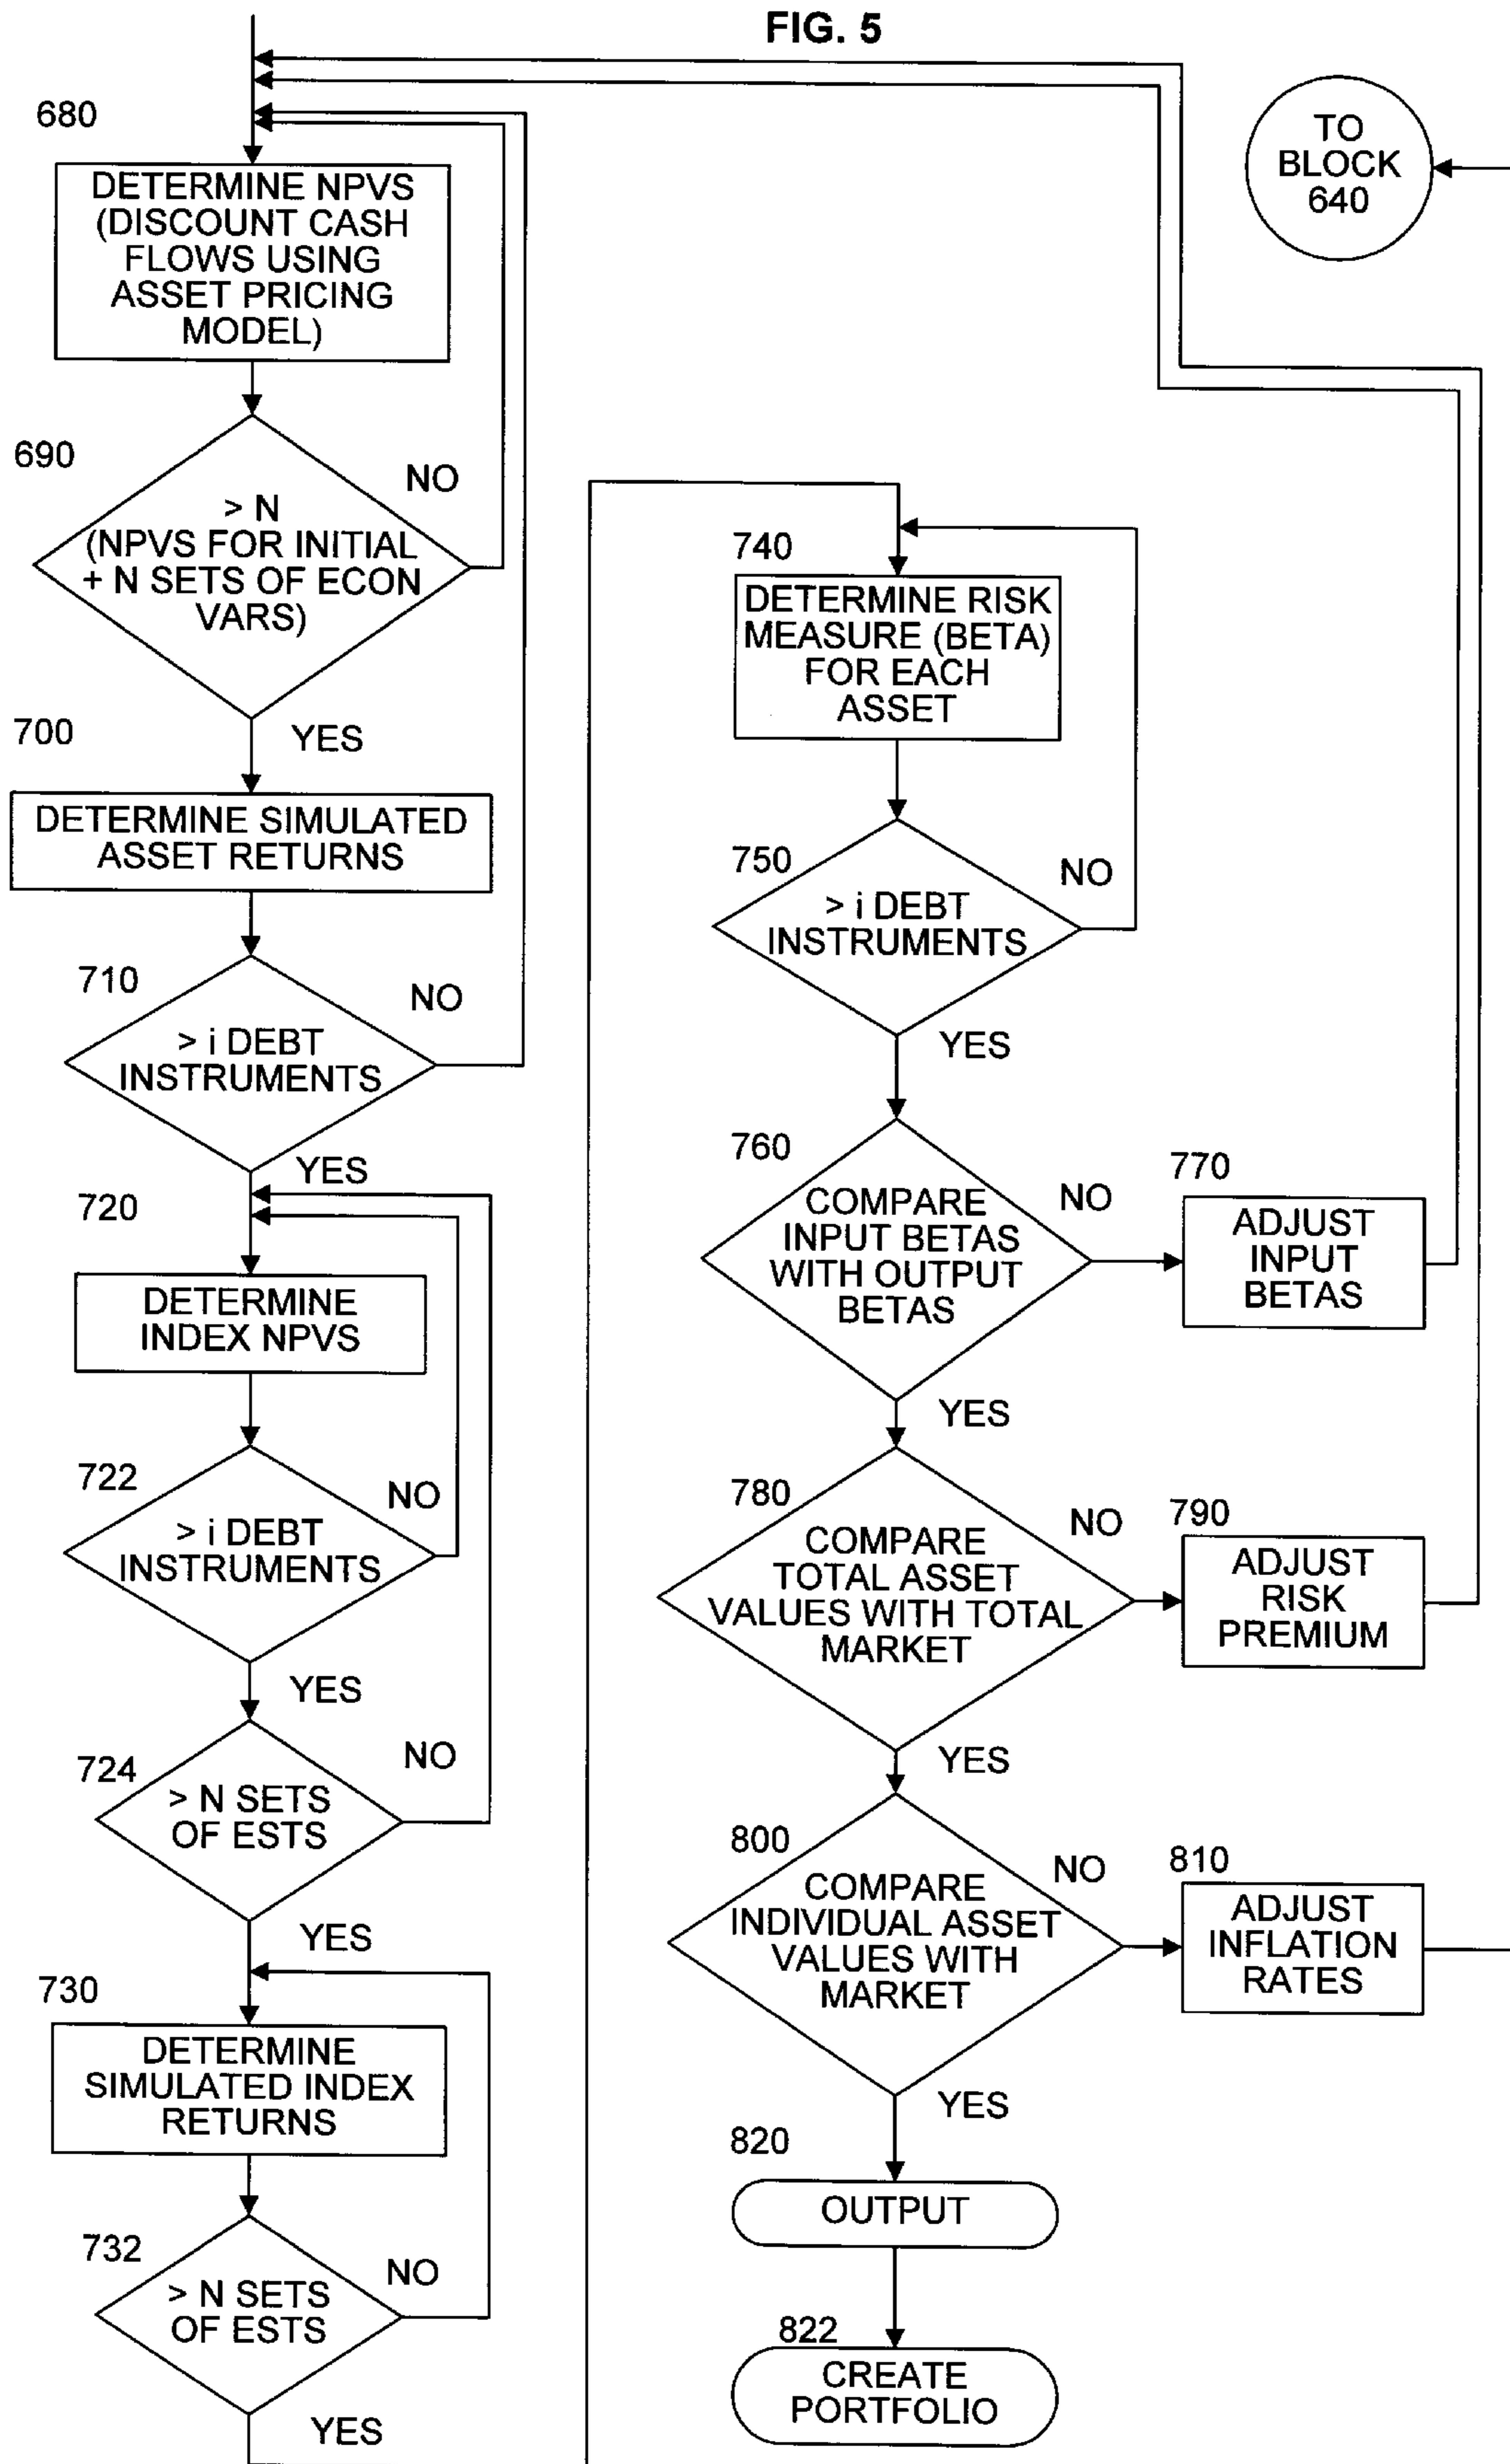 FIG. 5
TO
BLOCK
640
680
DETERMINE NPVS
(DISCOUNT CASH
FLOWS USING
ASSET PRICING
MODEL)
690
NO
> N
(NPVS FOR INITIAL
+ N SETS OF ECON
VARS)
YES
700
DETERMINE SIMULATED
ASSET RETURNS
710
NO
> i DEBT
INSTRUMENTS
YES
720
DETERMINE
INDEX NPVS
722
NO
> i DEBT
INSTRUMENTS
YES
724
NO
> N SETS
OF ESTS
YES
730
DETERMINE
SIMULATED INDEX
RETURNS
732
NO
> N SETS
OF ESTS
YES
740
DETERMINE RISK
MEASURE (BETA)
FOR EACH
ASSET
750
NO
> i DEBT
INSTRUMENTS
YES
760
NO
COMPARE
INPUT BETAS
WITH OUTPUT
BETAS
770
ADJUST
INPUT
BETAS
YES
780
NO
COMPARE
TOTAL ASSET
VALUES WITH TOTAL
MARKET
790
ADJUST
RISK
PREMIUM
YES
800
NO
COMPARE
INDIVIDUAL ASSET
VALUES WITH
MARKET
810
ADJUST
INFLATION
RATES
YES
820
OUTPUT
822
CREATE
PORTFOLIO